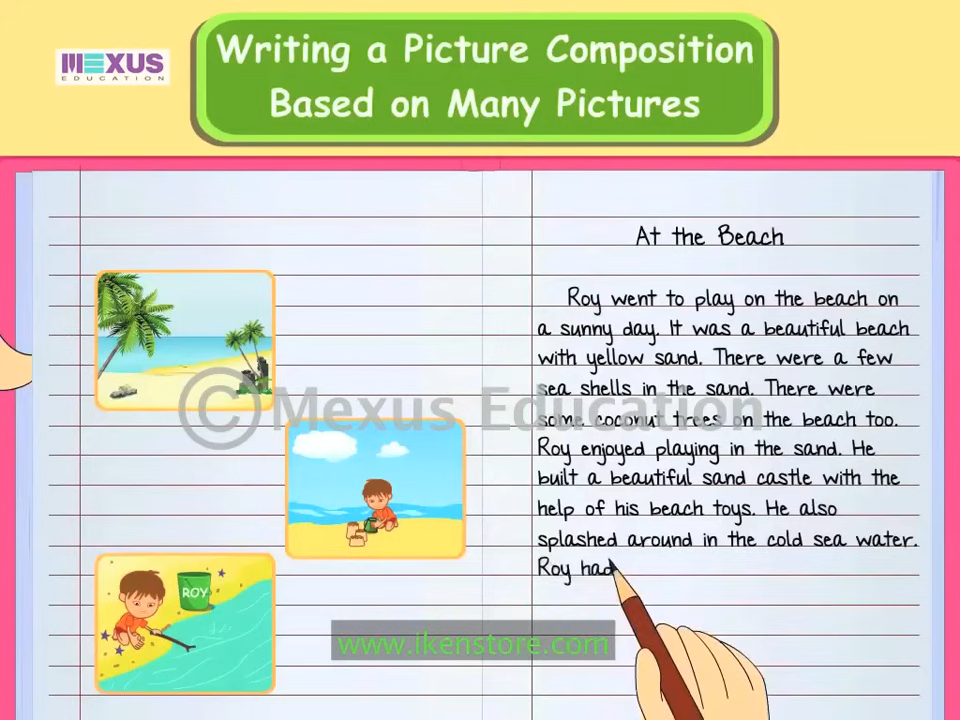 MEXUS
EDUCATION
Writing a Picture Composition
Based on Many Pictures
At the Beach
Roy went to play on the beach on
a sunny day. It was a beautiful beach
with yellow sand. There were a few
sea shells in the sand. There were
some coconut trees on the beach too.
Roy enjoyed playing in the sand. He
built a beautiful sand castle with the
help of his beach toys. He also
splashed around in the cold sea water.
Roy had
ROY
© Mexus Education
www.ikenstore.com